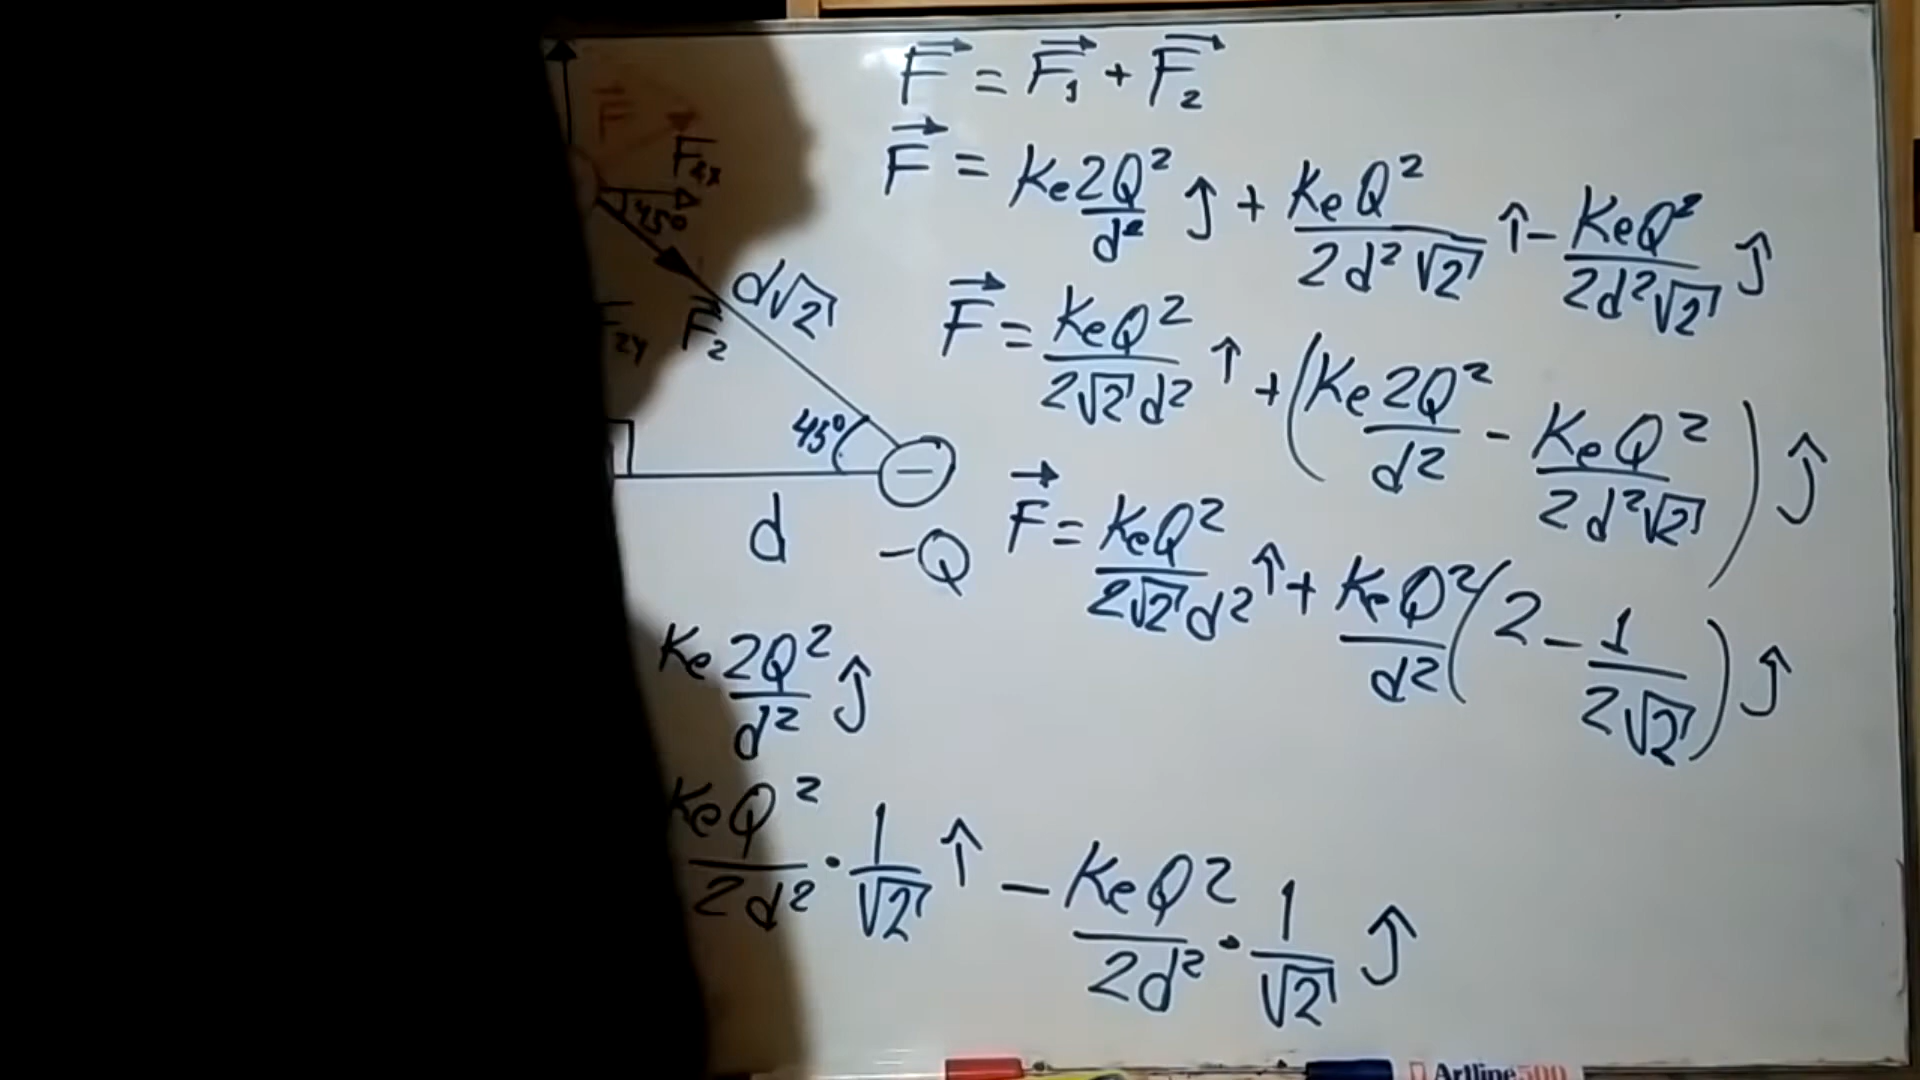 F⃗ = F⃗₁ + F⃗₂
F⃗ = Ke 2Q²/d² ĵ + KeQ²/(2d²√2) î - KeQ²/(2d²√2) ĵ
F⃗ = KeQ²/(2√2 d²) î + (Ke 2Q²/d² - KeQ²/(2d²√2)) ĵ
F⃗ = KeQ²/(2√2 d²) î + KeQ²/d² (2 - 1/(2√2)) ĵ
F⃗
F₂ₓ
45°
d√2
F₂y
F⃗₂
45°
−
d
-Q
Ke 2Q²/d² ĵ
KeQ²/2d² · 1/√2 î - KeQ²/2d² · 1/√2 ĵ
Artline 500